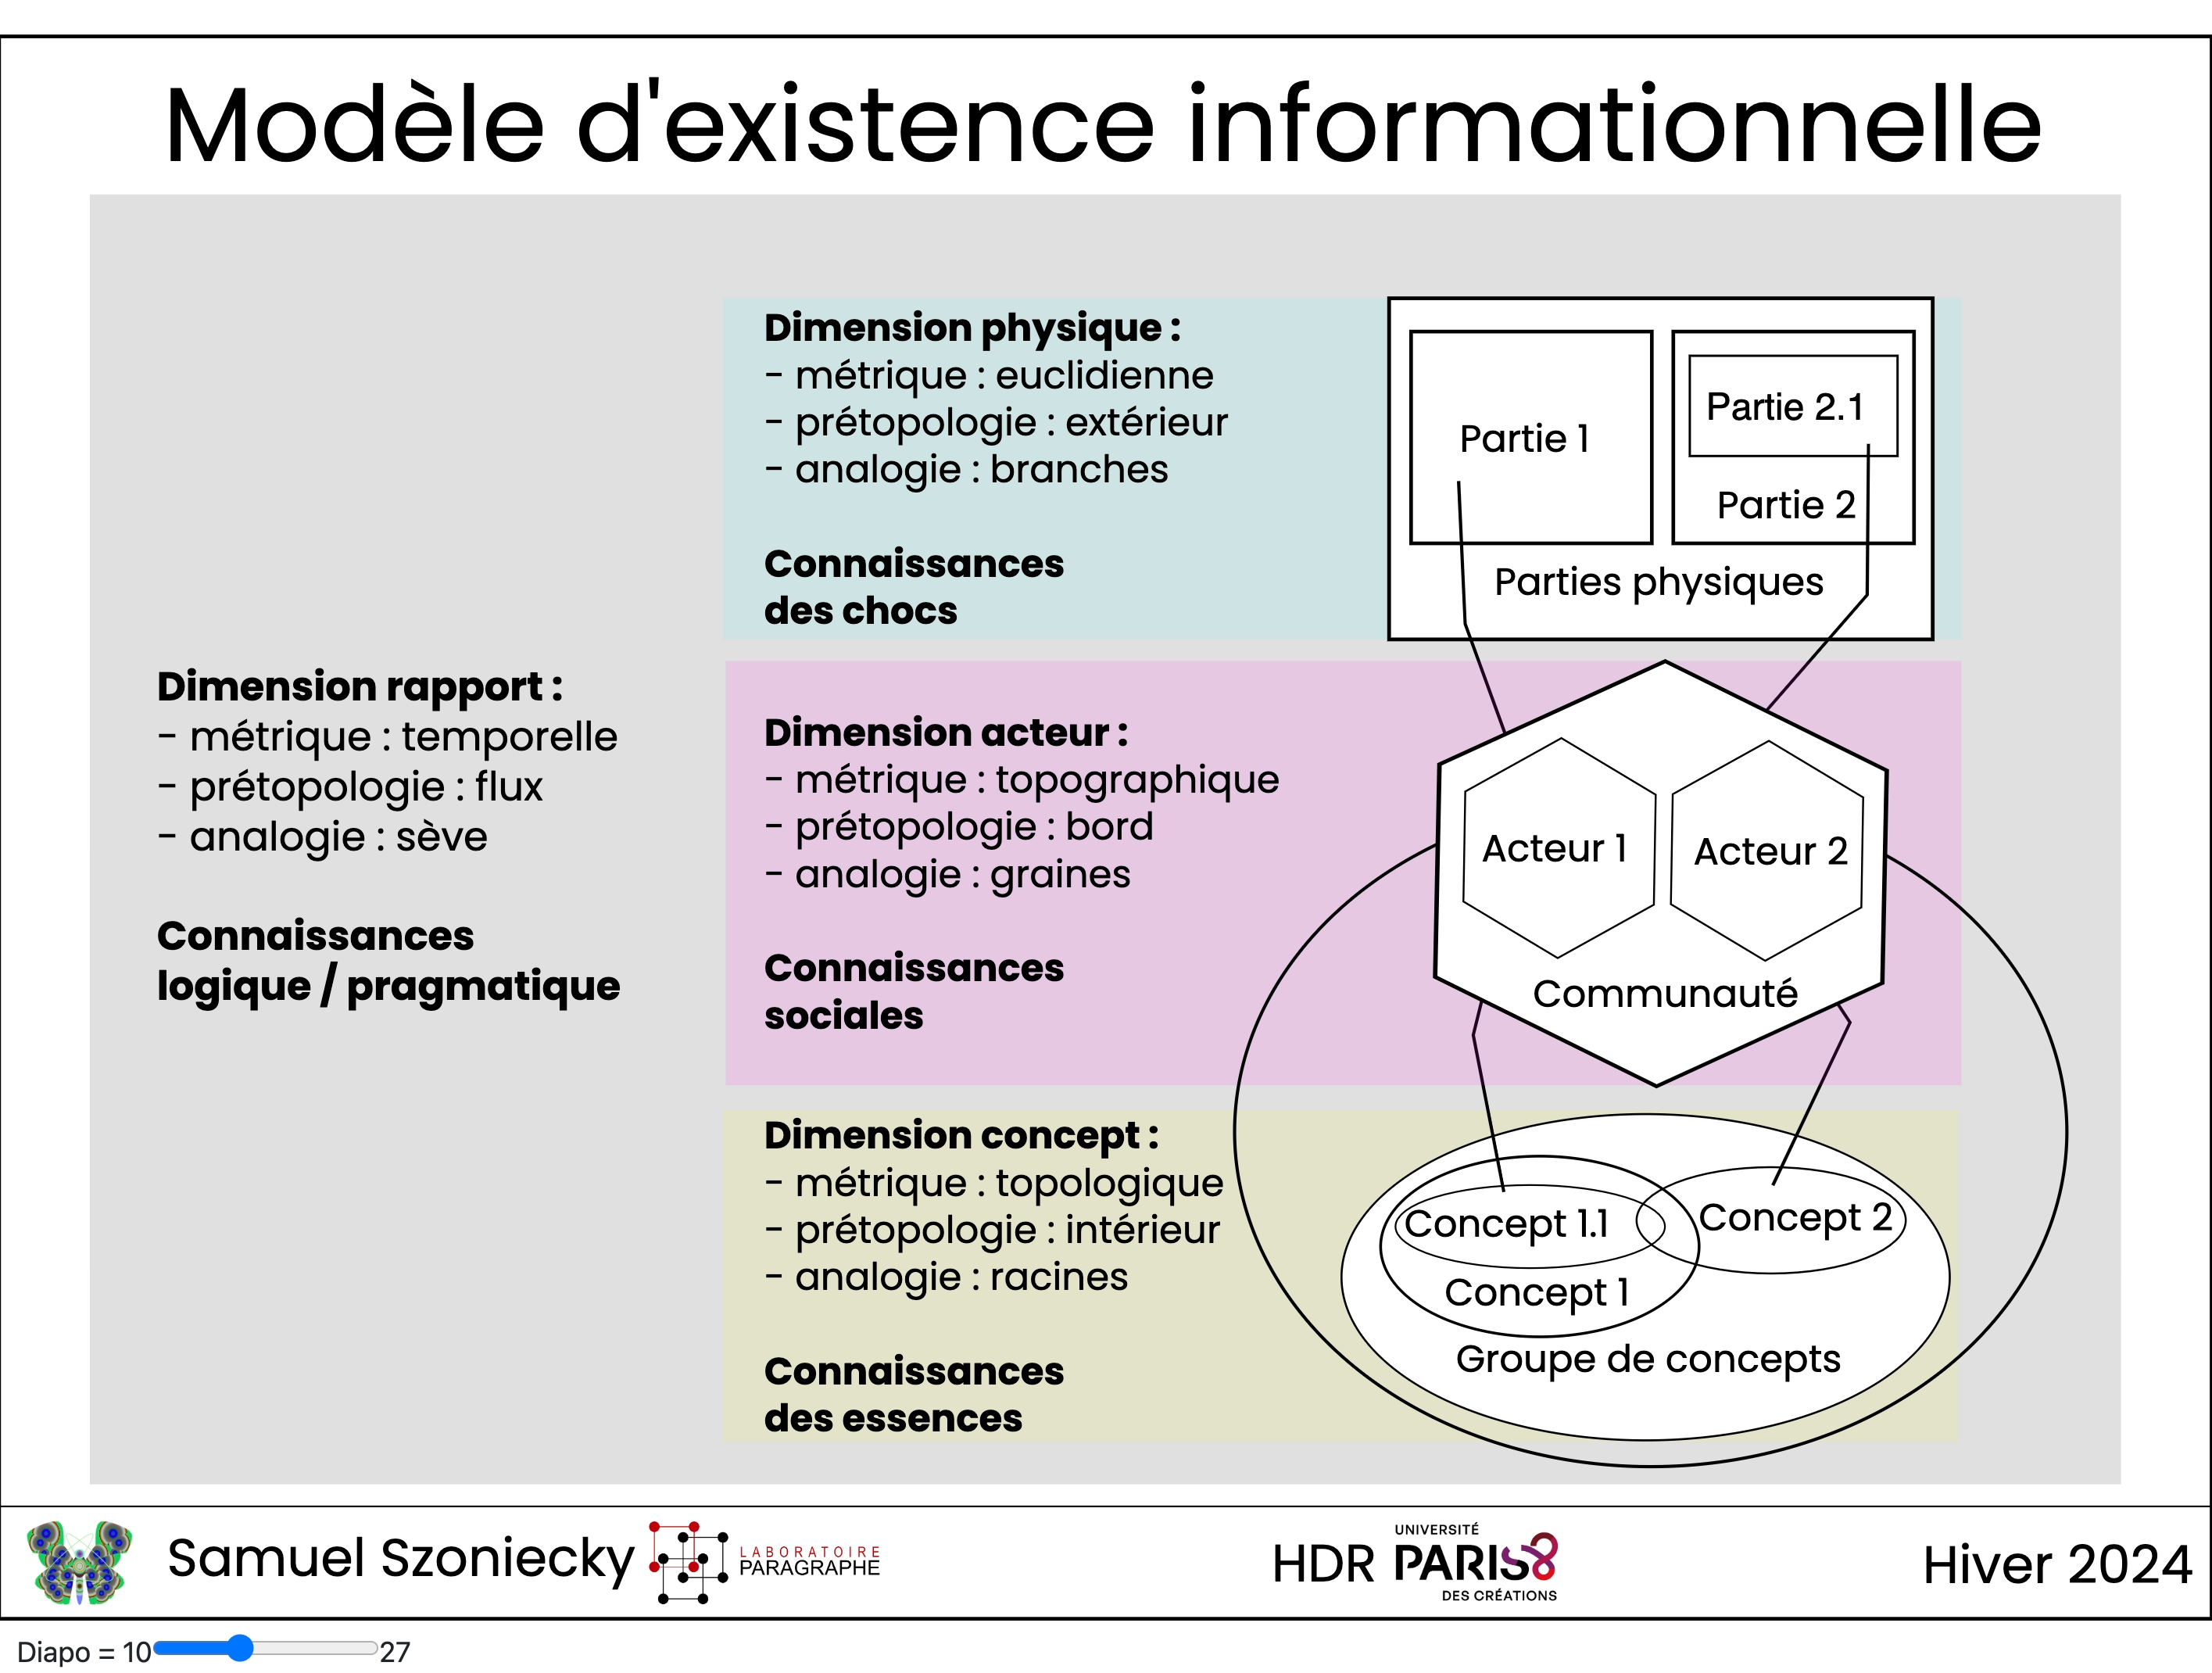 Modèle d'existence informationnelle
Dimension rapport :
- métrique : temporelle
- prétopologie : flux
- analogie : sève
Connaissances
logique / pragmatique
Dimension physique :
- métrique : euclidienne
- prétopologie : extérieur
- analogie : branches
Connaissances
des chocs
Partie 1
Partie 2.1
Partie 2
Parties physiques
Dimension acteur :
- métrique : topographique
- prétopologie : bord
- analogie : graines
Connaissances
sociales
Acteur 1
Acteur 2
Communauté
Dimension concept :
- métrique : topologique
- prétopologie : intérieur
- analogie : racines
Connaissances
des essences
Concept 1.1
Concept 2
Concept 1
Groupe de concepts
Samuel Szoniecky
LABORATOIRE
PARAGRAPHE
HDR
UNIVERSITÉ
PARIS8
DES CRÉATIONS
Hiver 2024
Diapo = 10
27